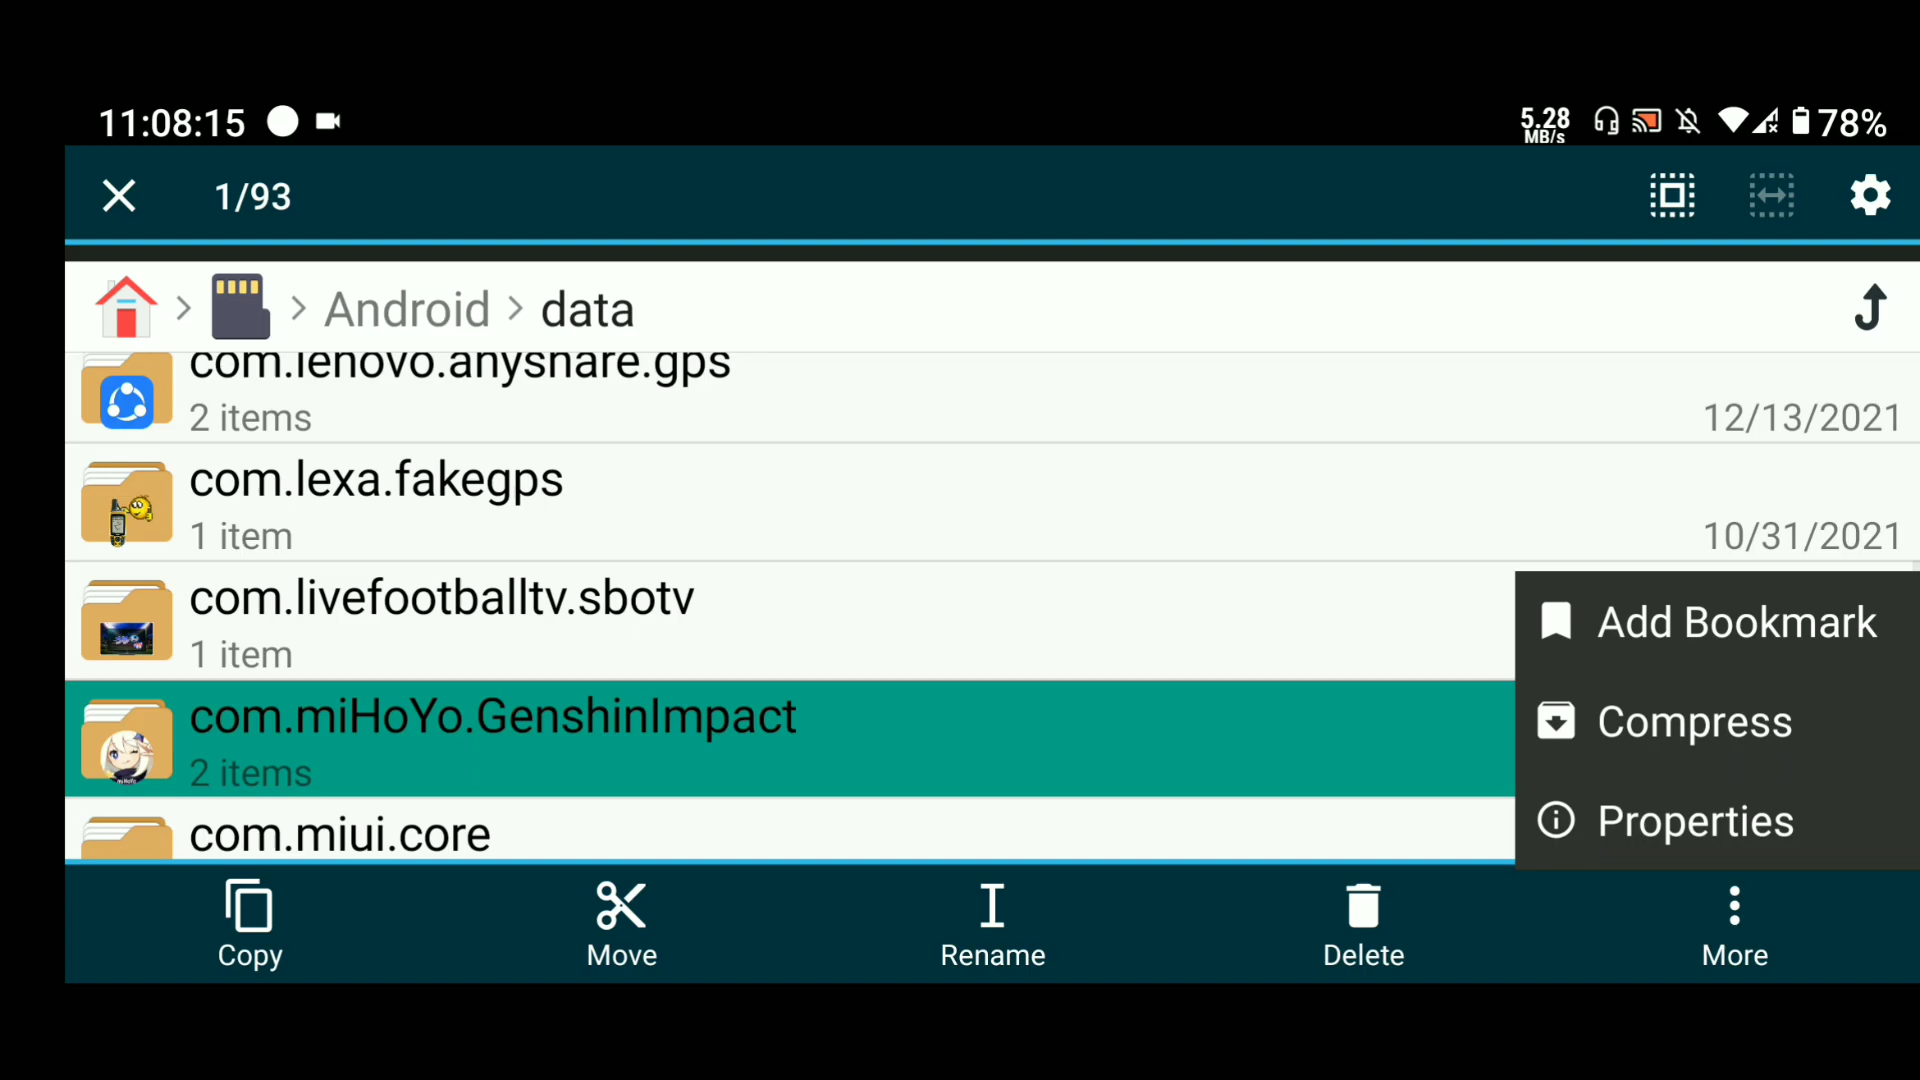 11:08:15
5.28
MB/s
78%
1/93
Android
data
com.lenovo.anyshare.gps
2 items
12/13/2021
com.lexa.fakegps
1 item
10/31/2021
com.livefootballtv.sbotv
1 item
com.miHoYo.GenshinImpact
2 items
com.miui.core
Add Bookmark
Compress
Properties
Copy
Move
Rename
Delete
More